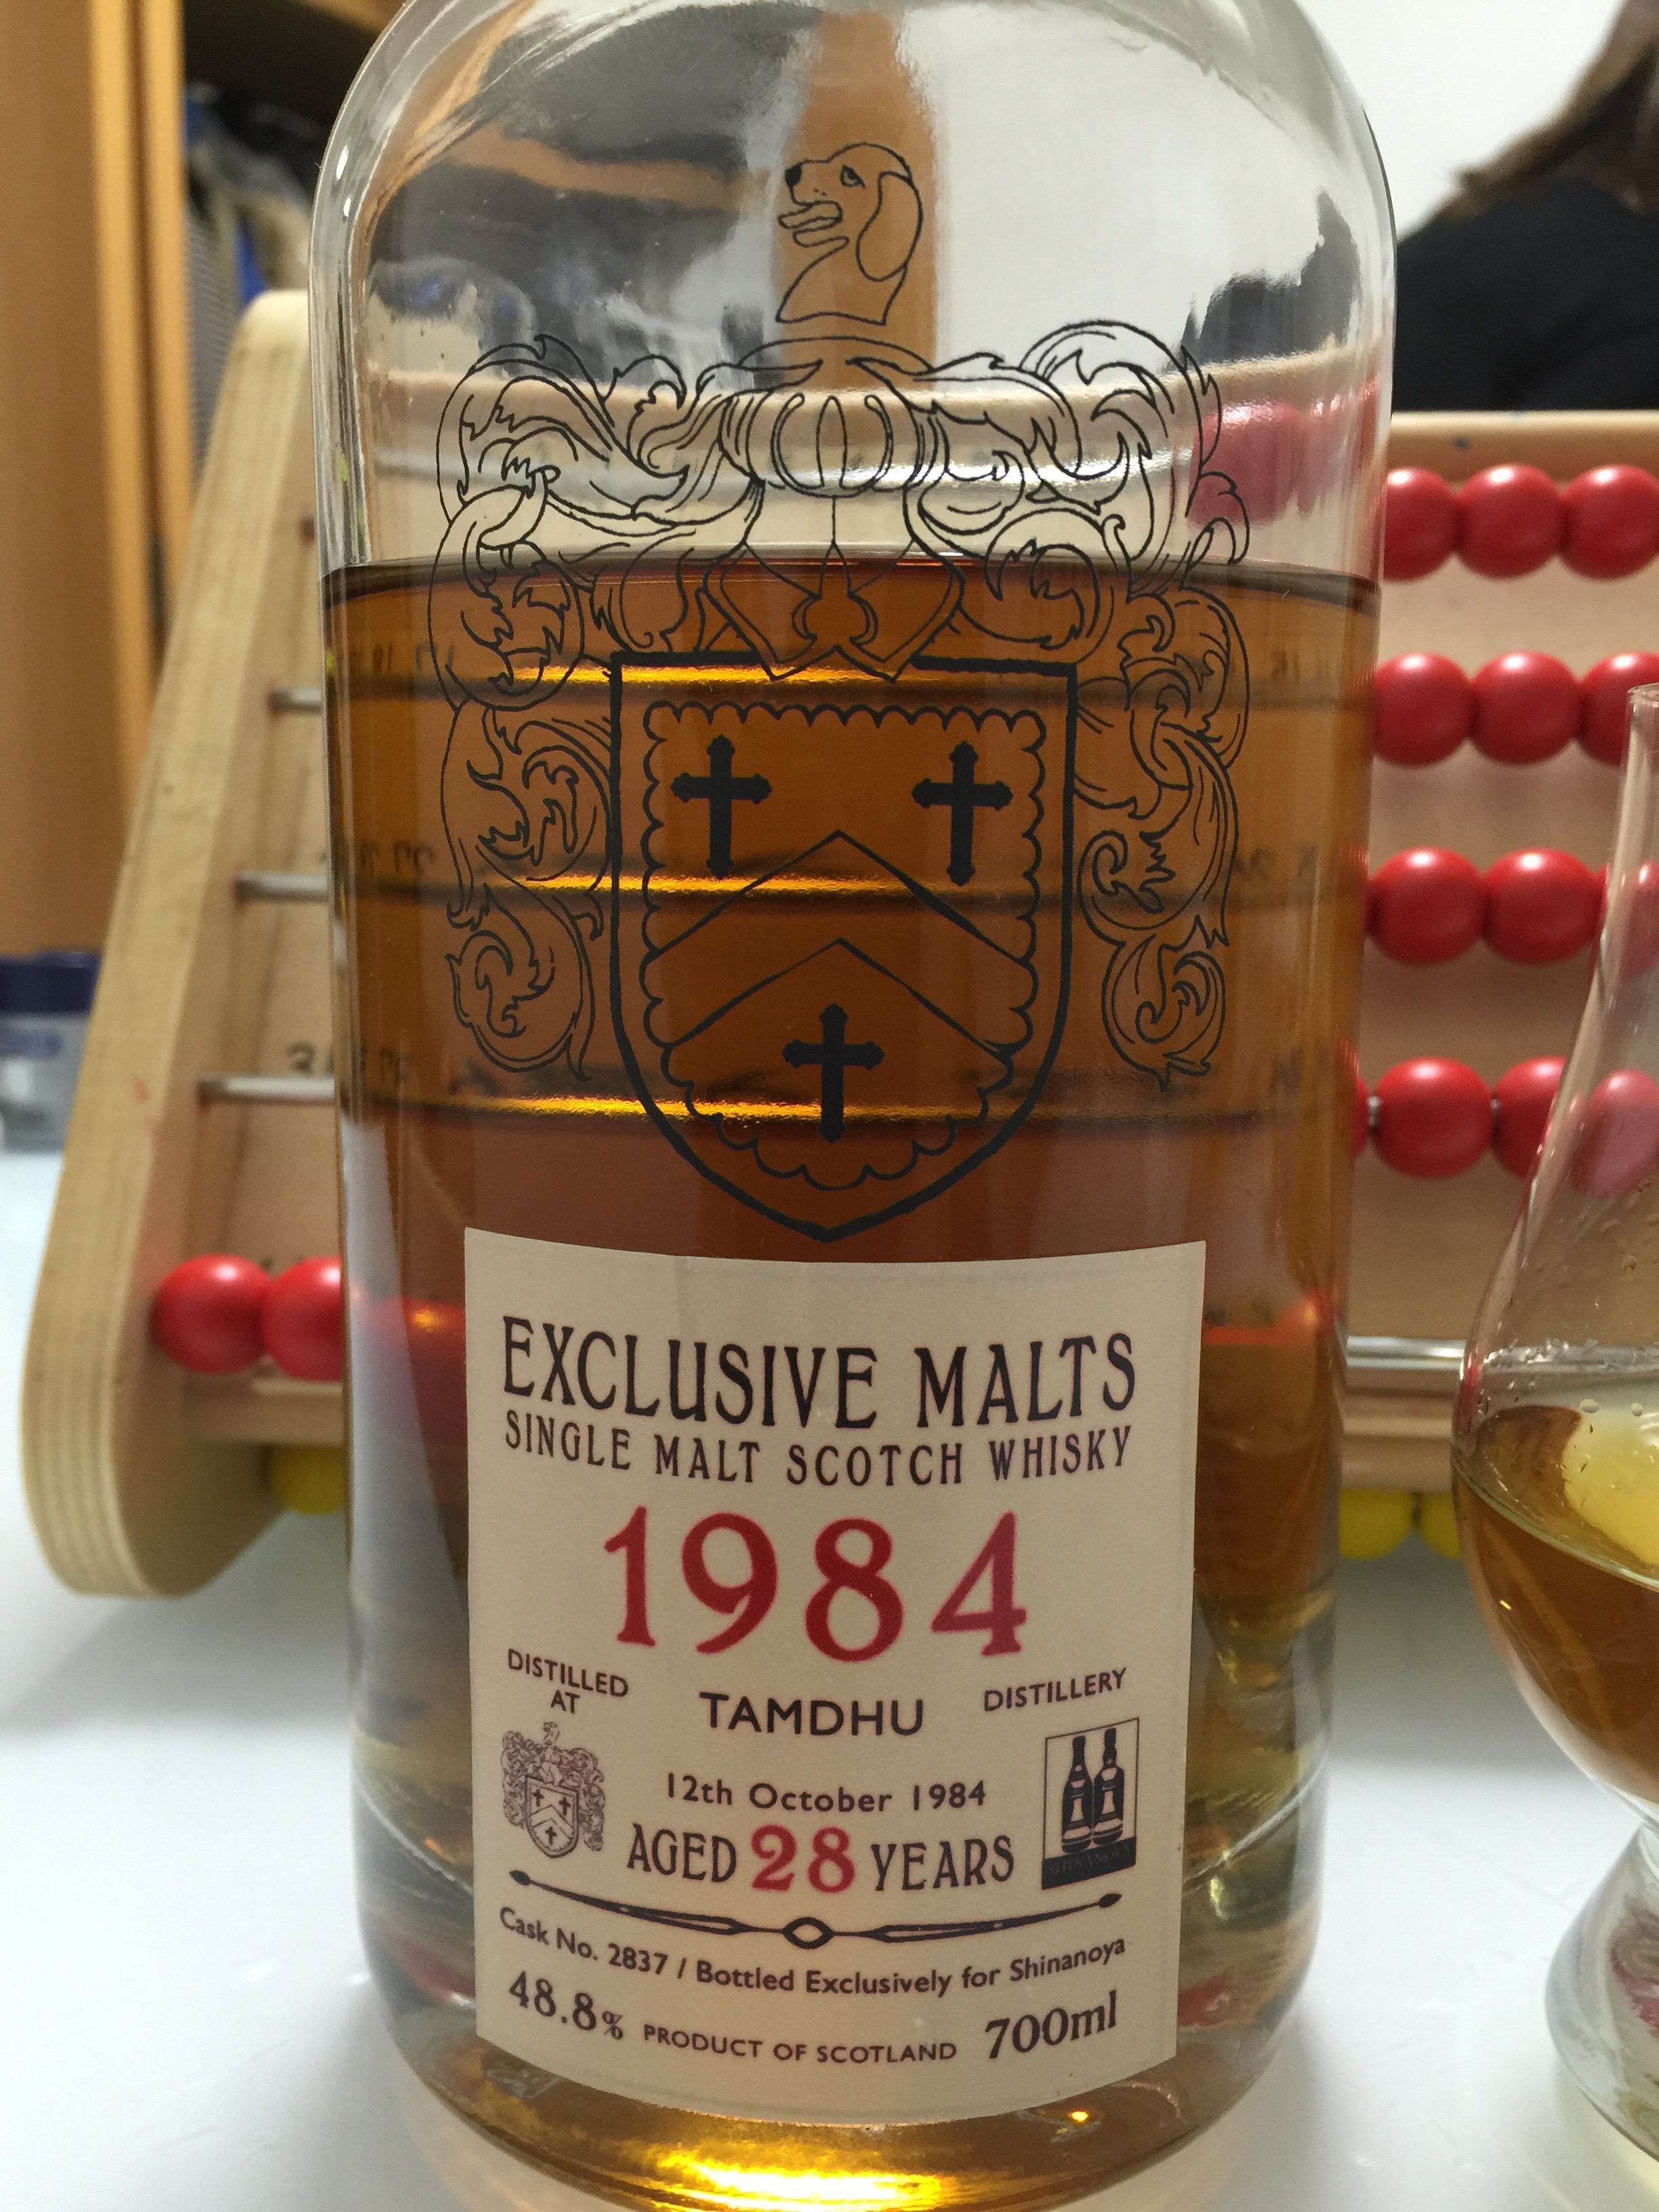 EXCLUSIVE MALTS
SINGLE MALT SCOTCH WHISKY
1984
DISTILLED
AT
TAMDHU
DISTILLERY
12th October 1984
AGED 28 YEARS
SHINANOYA
Cask No. 2837 / Bottled Exclusively for Shinanoya
48.8% PRODUCT OF SCOTLAND 700ml